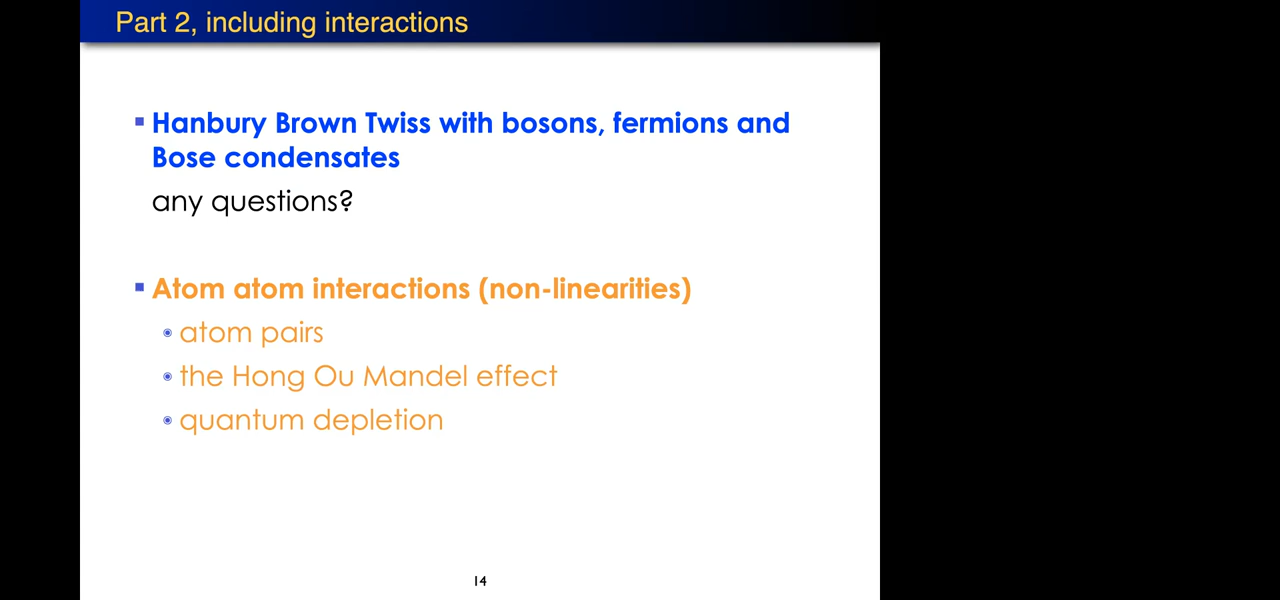 Part 2, including interactions
Hanbury Brown Twiss with bosons, fermions and
Bose condensates
any questions?
Atom atom interactions (non-linearities)
atom pairs
the Hong Ou Mandel effect
quantum depletion
14